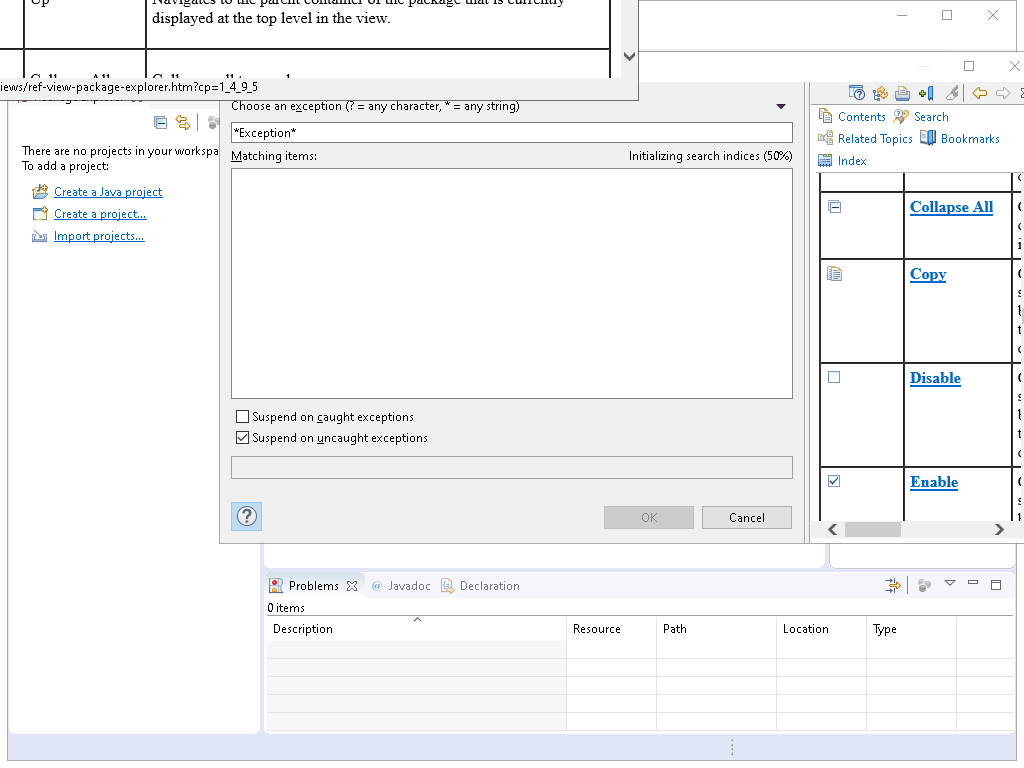 Up
Navigates to the parent container of the package that is currently
displayed at the top level in the view.
iews/ref-view-package-explorer.htm?cp=1_4_9_5
Choose an exception (? = any character, * = any string)
*Exception*
Matching items:
Initializing search indices (50%)
There are no projects in your workspa
To add a project:
Create a Java project
Create a project...
Import projects...
Suspend on caught exceptions
Suspend on uncaught exceptions
OK
Cancel
Contents
Search
Related Topics
Bookmarks
Index
Collapse All
Copy
Disable
Enable
Problems
@ Javadoc
Declaration
0 items
Description
Resource
Path
Location
Type